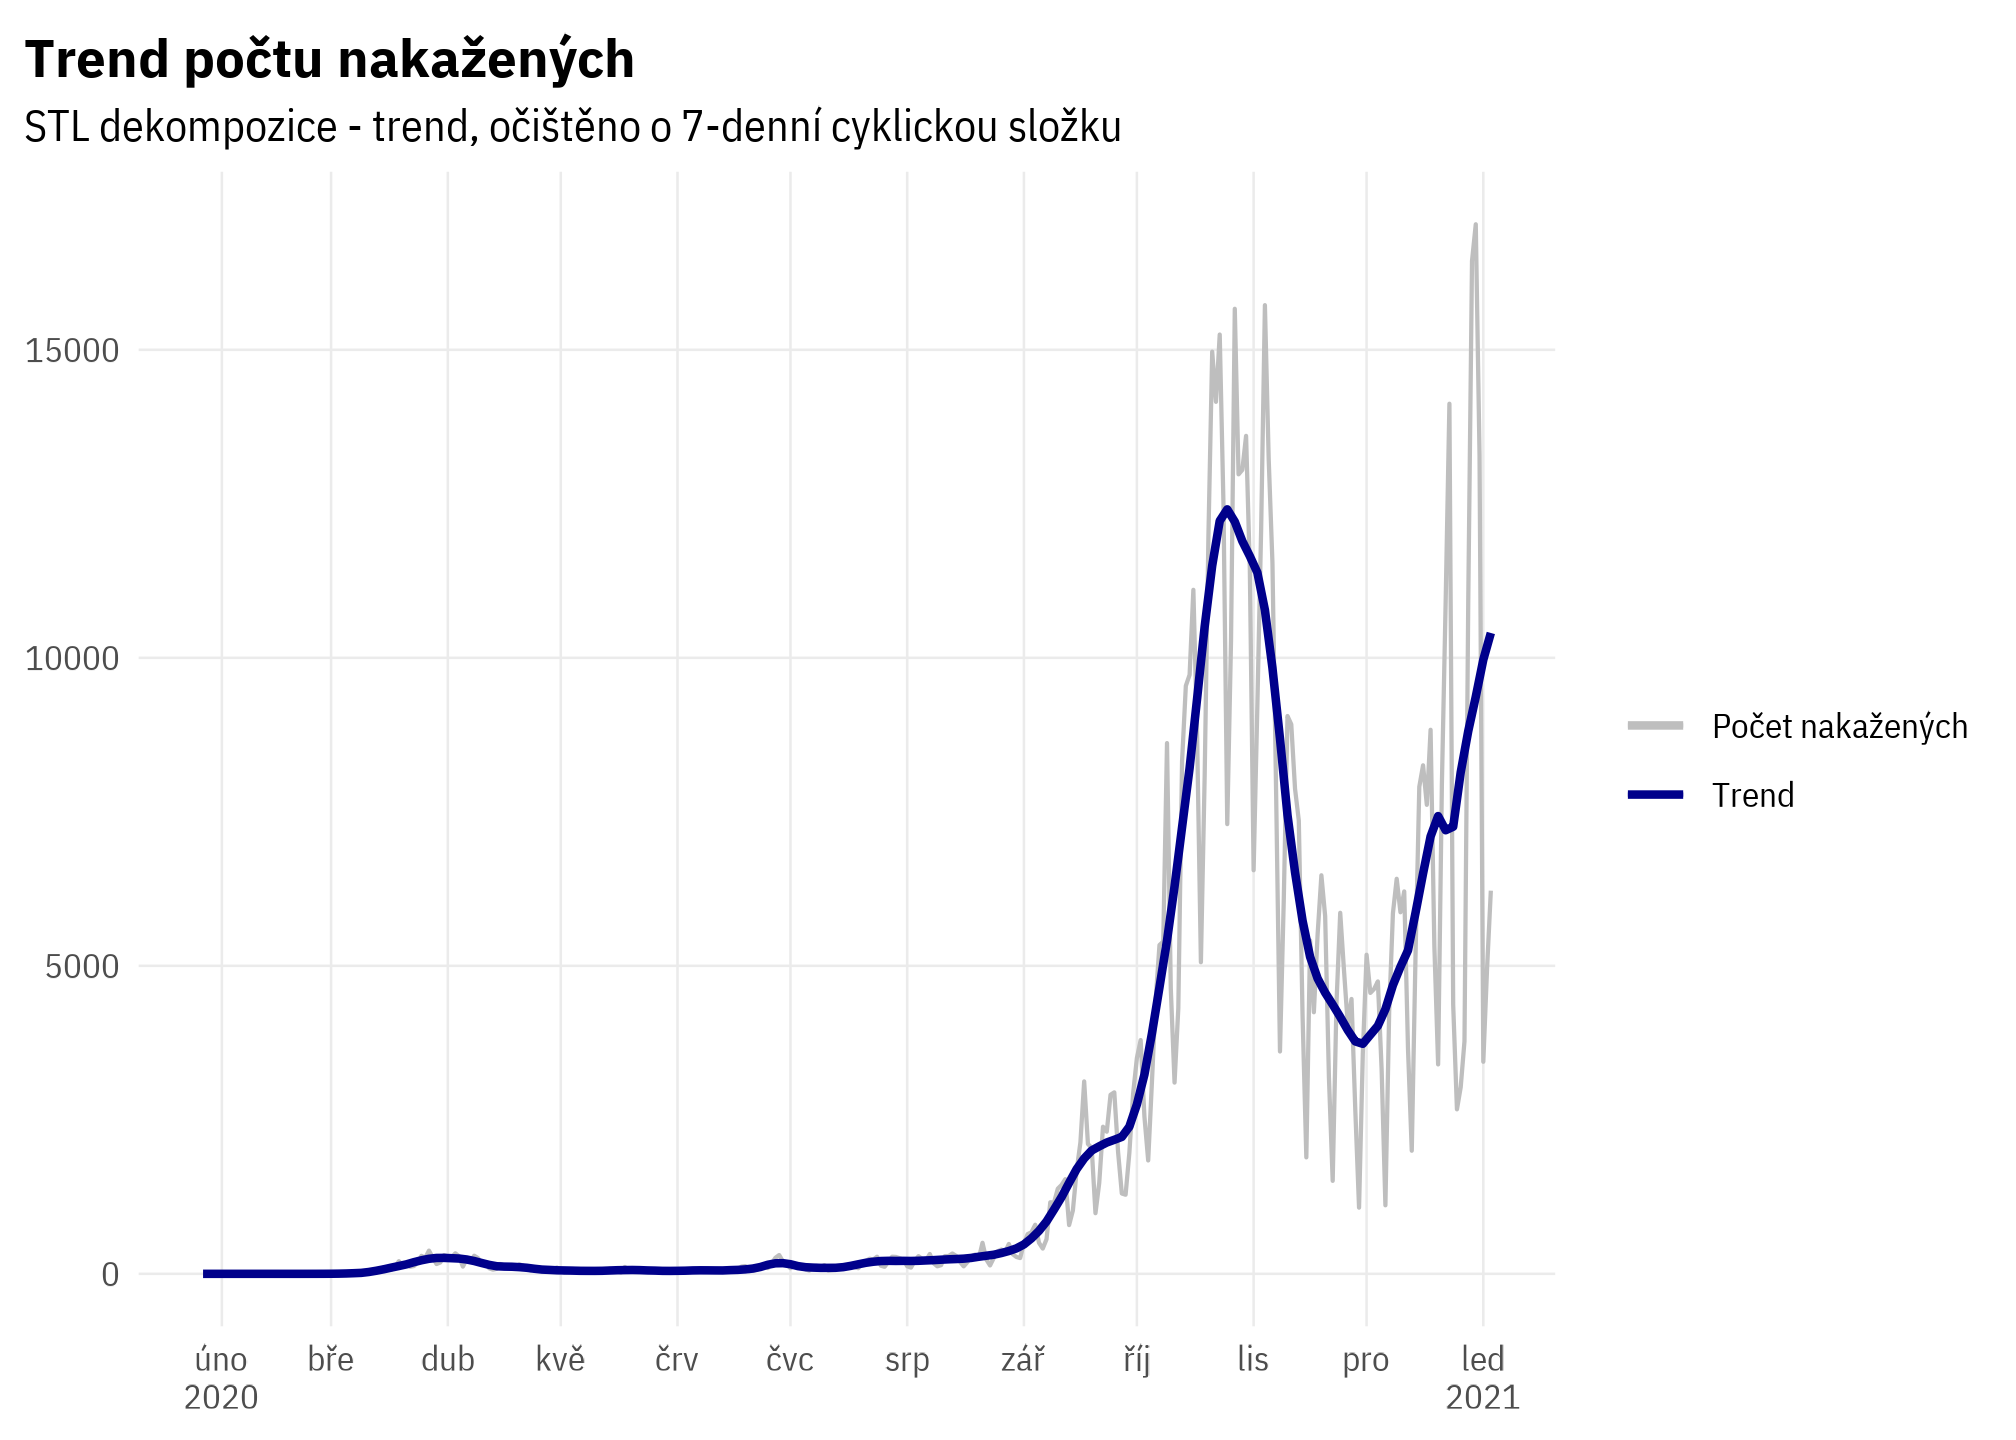 Trend počtu nakažených
STL dekompozice - trend, očištěno o 7-denní cyklickou složku
15000
10000
5000
0
Počet nakažených
Trend
úno bře dub kvě črv čvc srp zář říj lis pro led
2020 2021